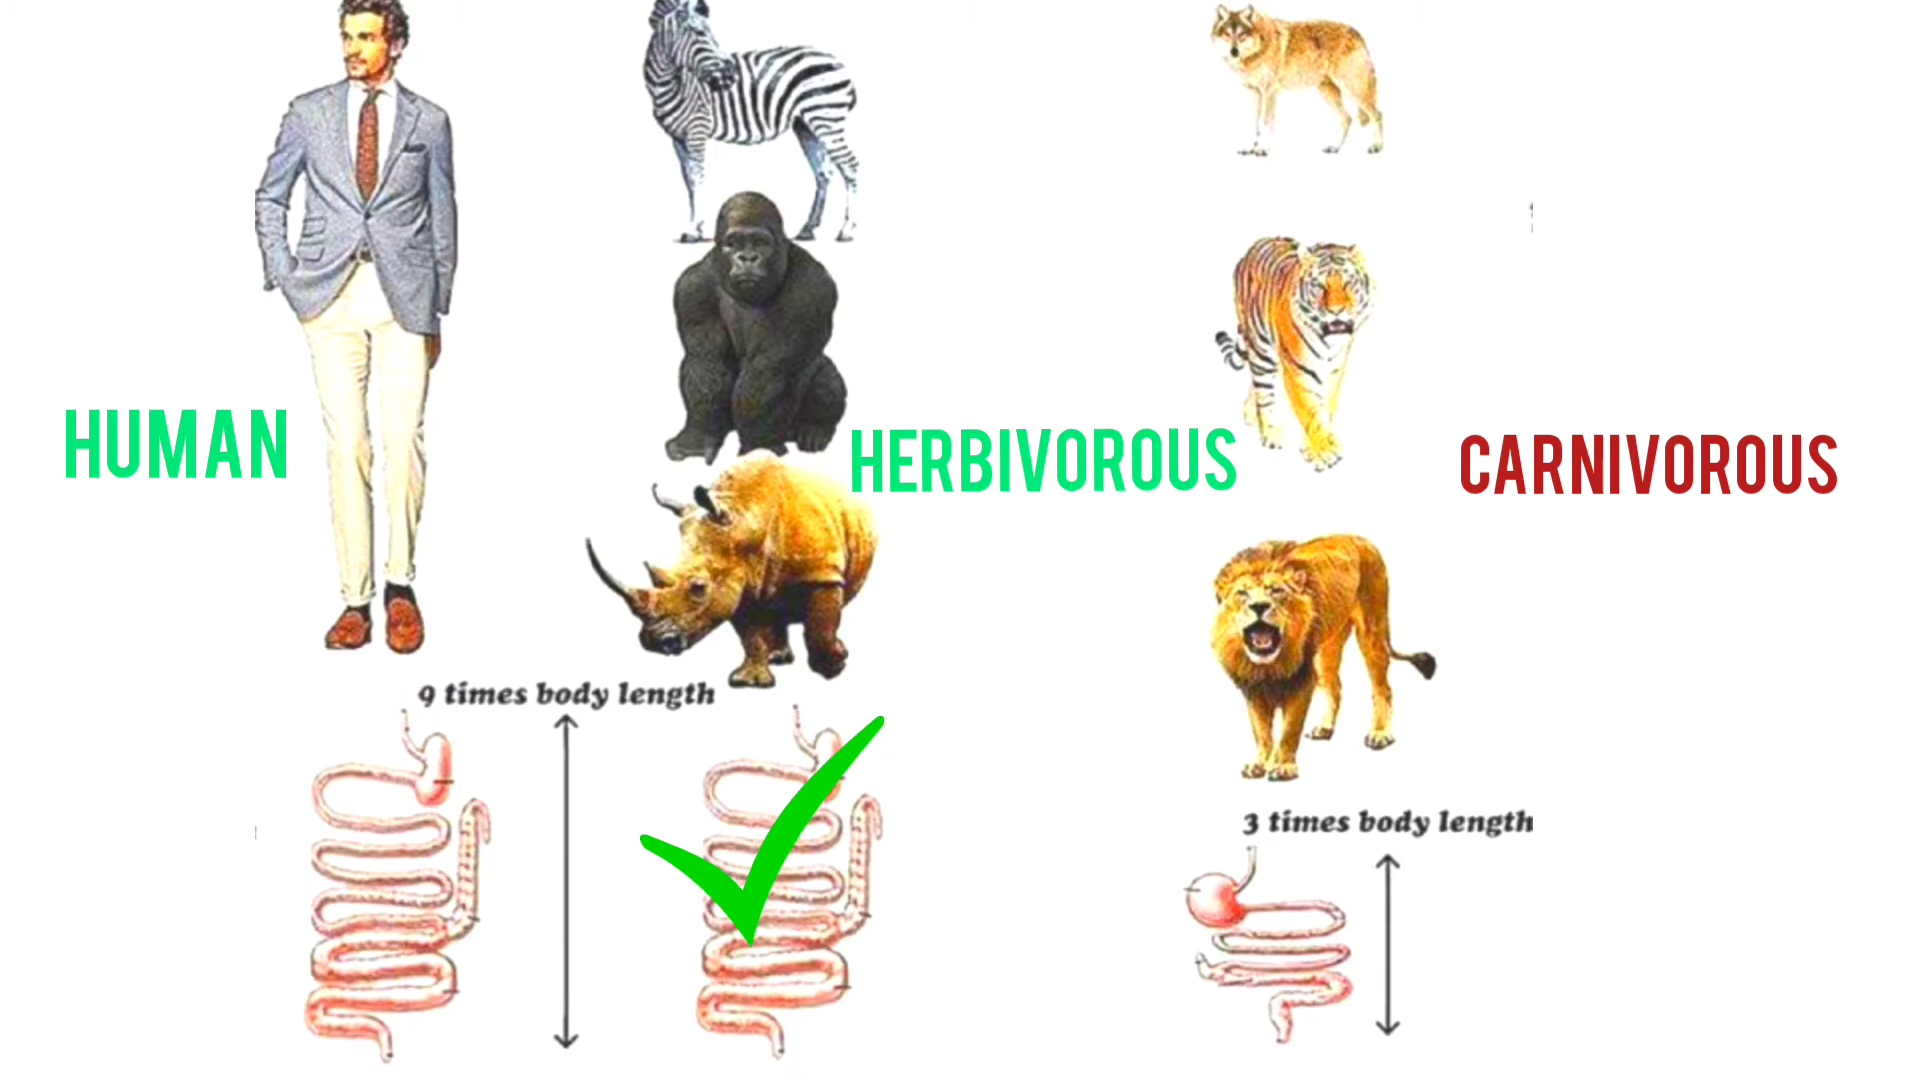 HUMAN
HERBIVOROUS
CARNIVOROUS
9 times body length
3 times body length